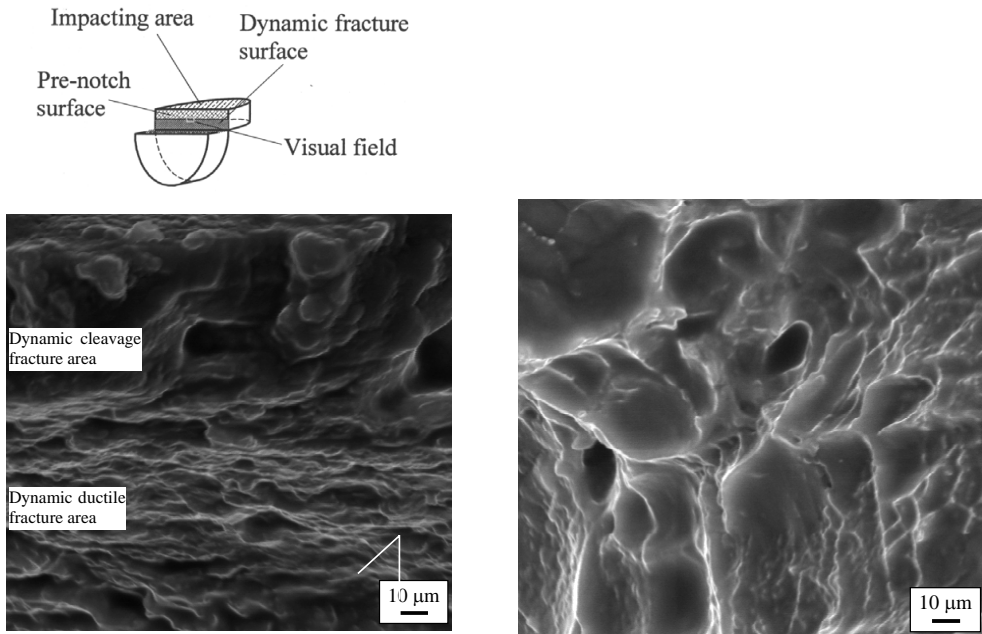 Impacting area
Dynamic fracture
surface
Pre-notch
surface
Visual field
Dynamic cleavage
fracture area
Dynamic ductile
fracture area
10 μm
10 μm